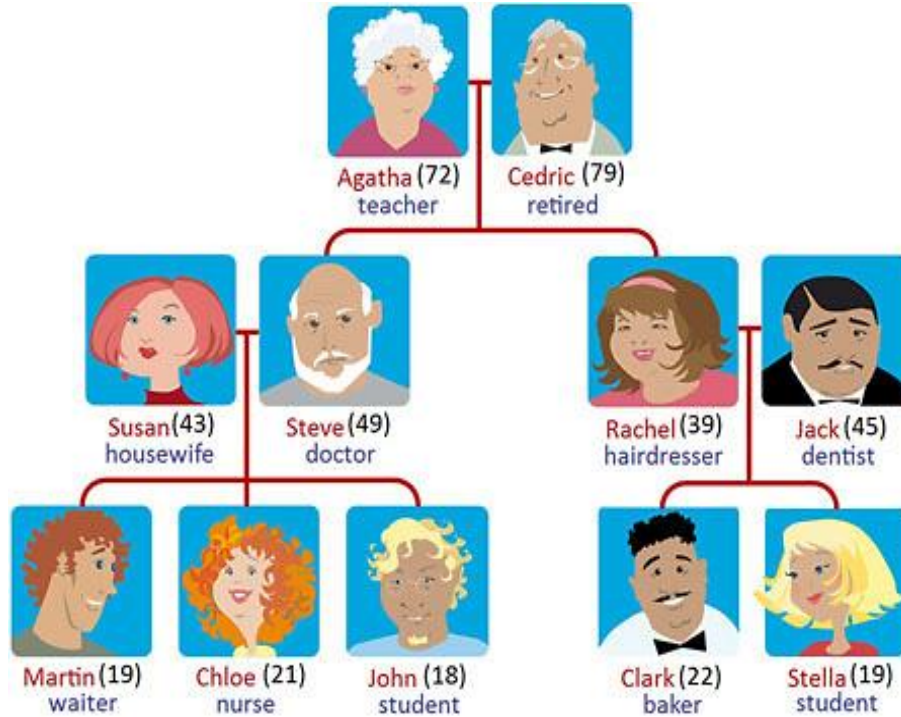 Agatha (72) Cedric (79)
teacher retired
Susan (43) Steve (49) Rachel (39) Jack (45)
housewife doctor hairdresser dentist
Martin (19) Chloe (21) John (18) Clark (22) Stella (19)
waiter nurse student baker student